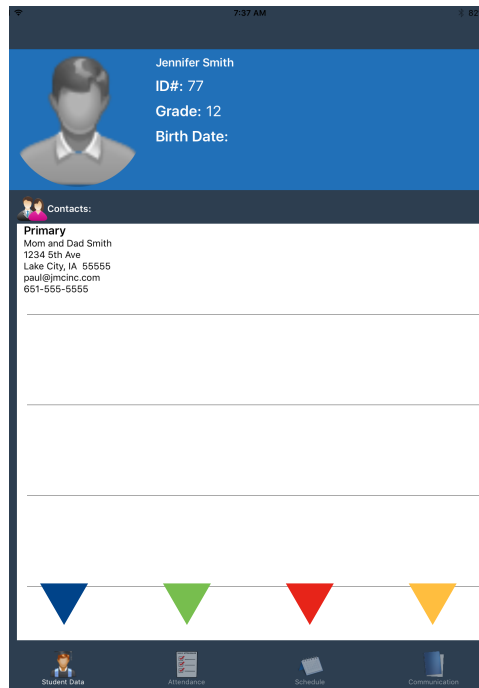 7:37 AM
82
Jennifer Smith
ID#: 77
Grade: 12
Birth Date:
Contacts:
Primary
Mom and Dad Smith
1234 5th Ave
Lake City, IA  55555
paul@jmcinc.com
651-555-5555
Student Data
Attendance
Schedule
Communication